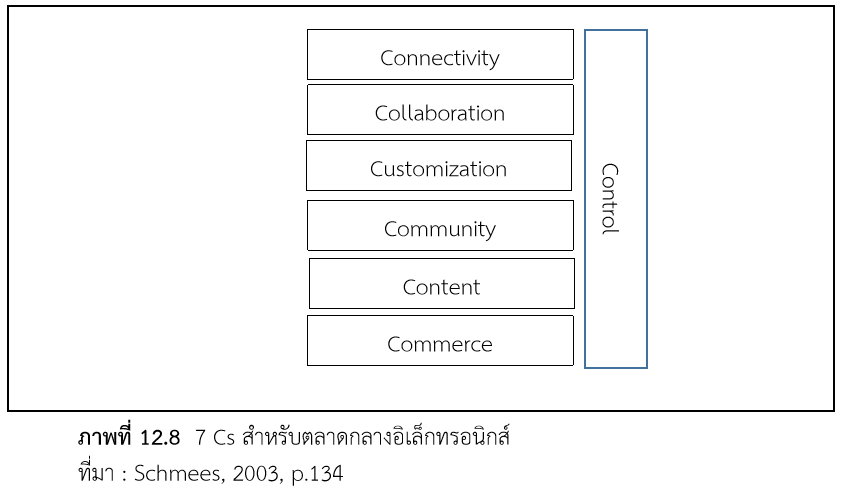 Connectivity
Collaboration
Customization
Community
Content
Commerce
Control
ภาพที่ 12.8 7 Cs สำหรับตลาดกลางอิเล็กทรอนิกส์
ที่มา : Schmees, 2003, p.134